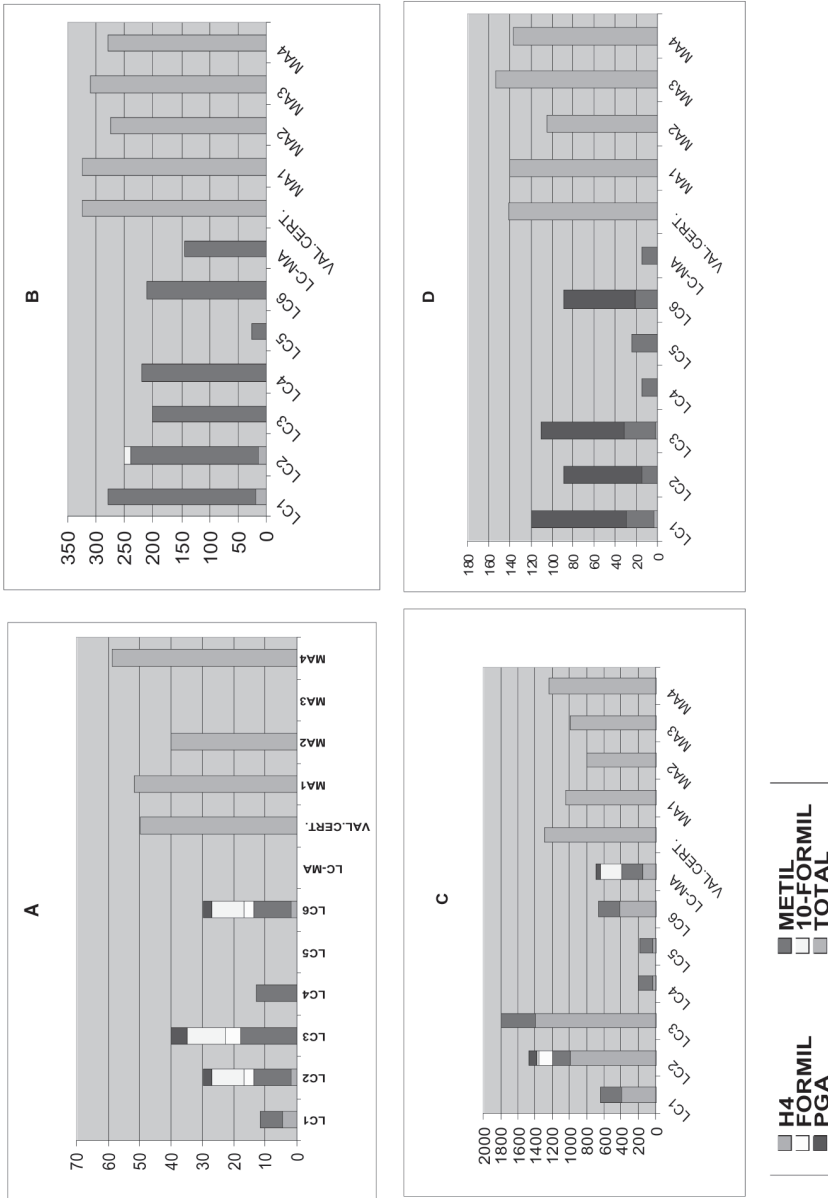 A
70
60
50
40
30
20
10
0
LC1
LC2
LC3
LC4
LC5
LC6
LC-MA
VAL.CERT.
MA1
MA2
MA3
MA4
B
350
300
250
200
150
100
50
0
LC1
LC2
LC3
LC4
LC5
LC6
LC-MA
VAL.CERT.
MA1
MA2
MA3
MA4
C
2000
1800
1600
1400
1200
1000
800
600
400
200
0
LC1
LC2
LC3
LC4
LC5
LC6
LC-MA
VAL.CERT.
MA1
MA2
MA3
MA4
D
180
160
140
120
100
80
60
40
20
0
LC1
LC2
LC3
LC4
LC5
LC6
LC-MA
VAL.CERT.
MA1
MA2
MA3
MA4
H4
FORMIL
PGA
METIL
10-FORMIL
TOTAL